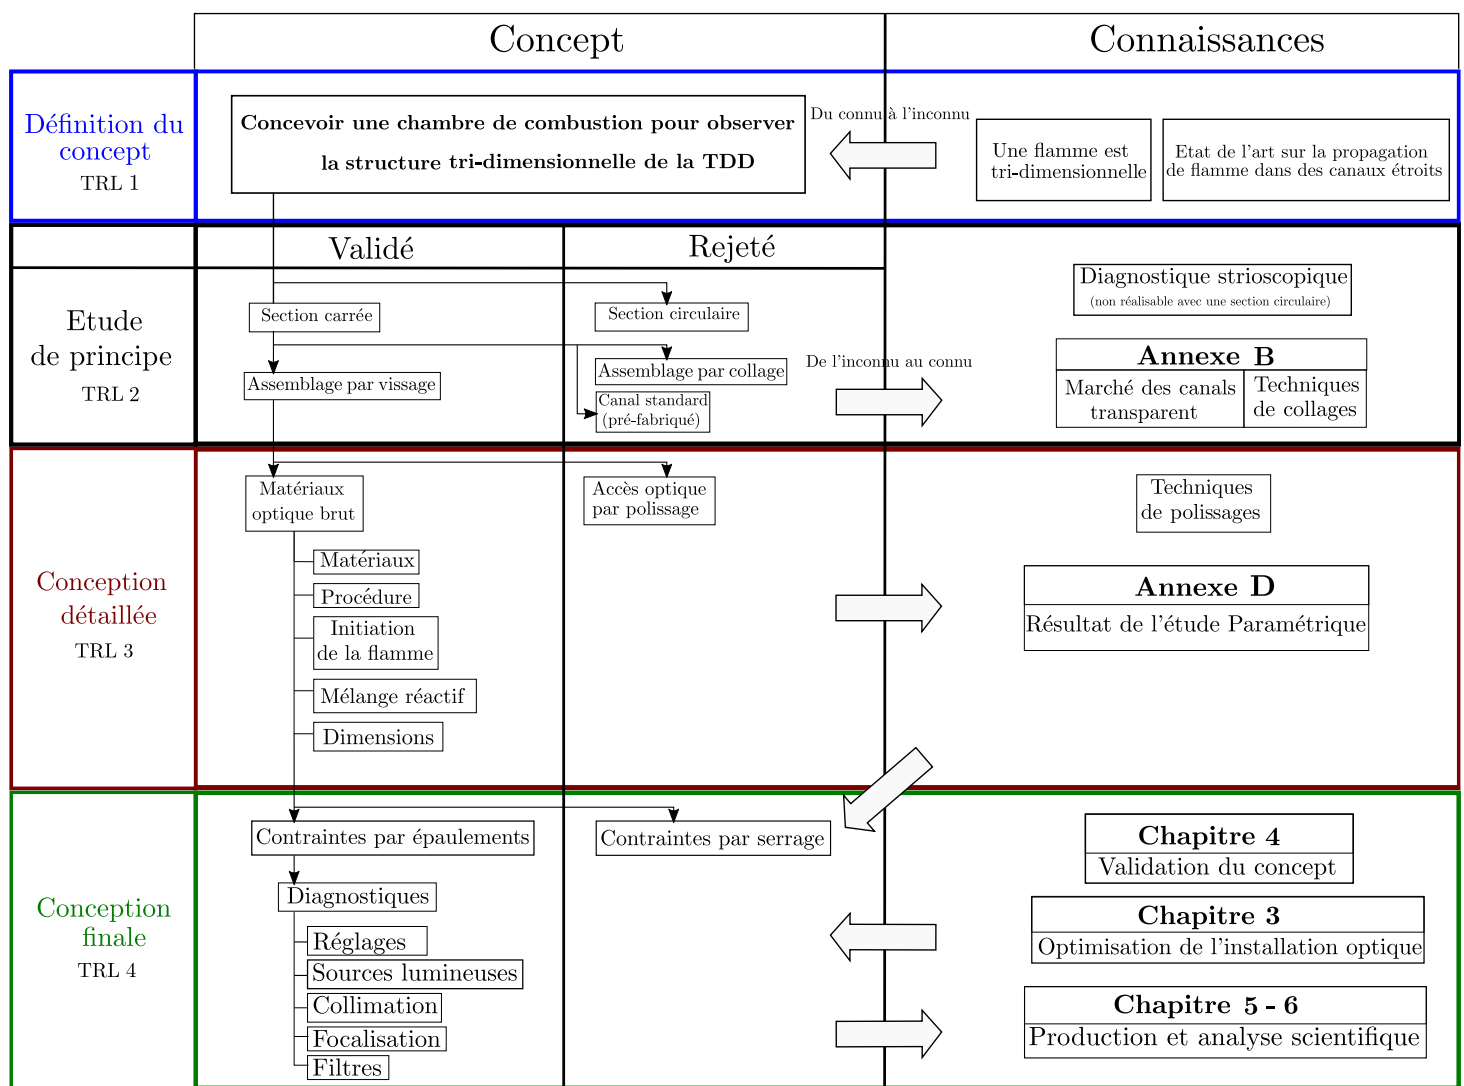 Concept
Connaissances
Définition du
concept
TRL 1
Concevoir une chambre de combustion pour observer
la structure tri-dimensionnelle de la TDD
Du connu à l'inconnu
Une flamme est
tri-dimensionnelle
Etat de l'art sur la propagation
de flamme dans des canaux étroits
Validé
Rejeté
Etude
de principe
TRL 2
Section carrée
Section circulaire
Assemblage par vissage
Assemblage par collage
Canal standard
(pré-fabriqué)
De l'inconnu au connu
Diagnostique strioscopique
(non réalisable avec une section circulaire)
Annexe B
Marché des canals
transparent
Techniques
de collages
Conception
détaillée
TRL 3
Matériaux
optique brut
Accès optique
par polissage
Matériaux
Procédure
Initiation
de la flamme
Mélange réactif
Dimensions
Techniques
de polissages
Annexe D
Résultat de l'étude Paramétrique
Conception
finale
TRL 4
Contraintes par épaulements
Contraintes par serrage
Diagnostiques
Réglages
Sources lumineuses
Collimation
Focalisation
Filtres
Chapitre 4
Validation du concept
Chapitre 3
Optimisation de l'installation optique
Chapitre 5 - 6
Production et analyse scientifique